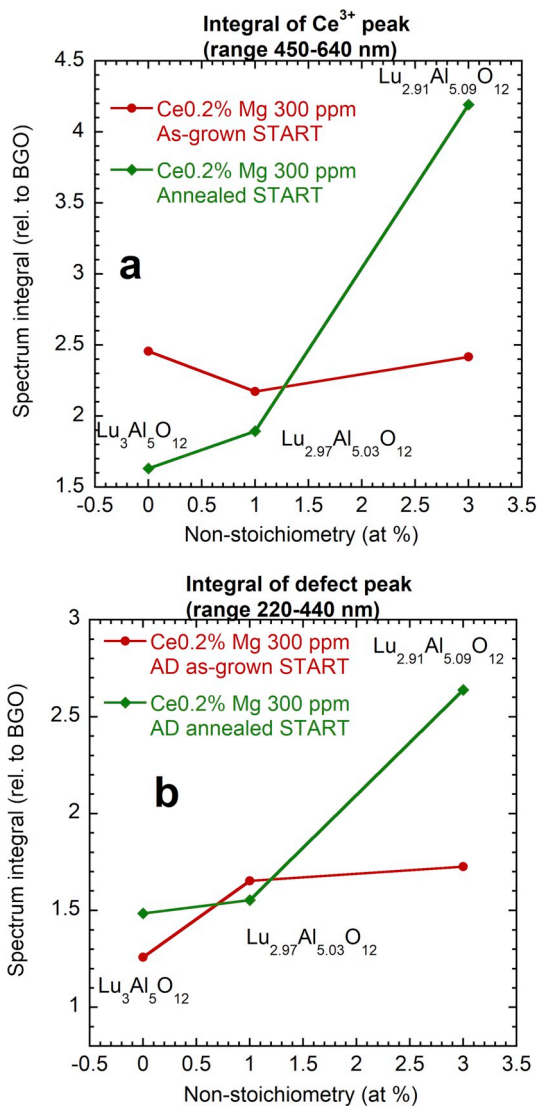 Integral of Ce³⁺ peak
(range 450-640 nm)
4.5
4
3.5
3
2.5
2
1.5
Spectrum integral (rel. to BGO)
Lu₂.₉₁Al₅.₀₉O₁₂
Ce0.2% Mg 300 ppm
As-grown START
Ce0.2% Mg 300 ppm
Annealed START
a
Lu₃Al₅O₁₂
Lu₂.₉₇Al₅.₀₃O₁₂
-0.5 0 0.5 1 1.5 2 2.5 3 3.5
Non-stoichiometry (at %)
Integral of defect peak
(range 220-440 nm)
3
2.5
2
1.5
1
Spectrum integral (rel. to BGO)
Ce0.2% Mg 300 ppm
AD as-grown START
Lu₂.₉₁Al₅.₀₉O₁₂
Ce0.2% Mg 300 ppm
AD annealed START
b
Lu₂.₉₇Al₅.₀₃O₁₂
Lu₃Al₅O₁₂
-0.5 0 0.5 1 1.5 2 2.5 3 3.5
Non-stoichiometry (at %)